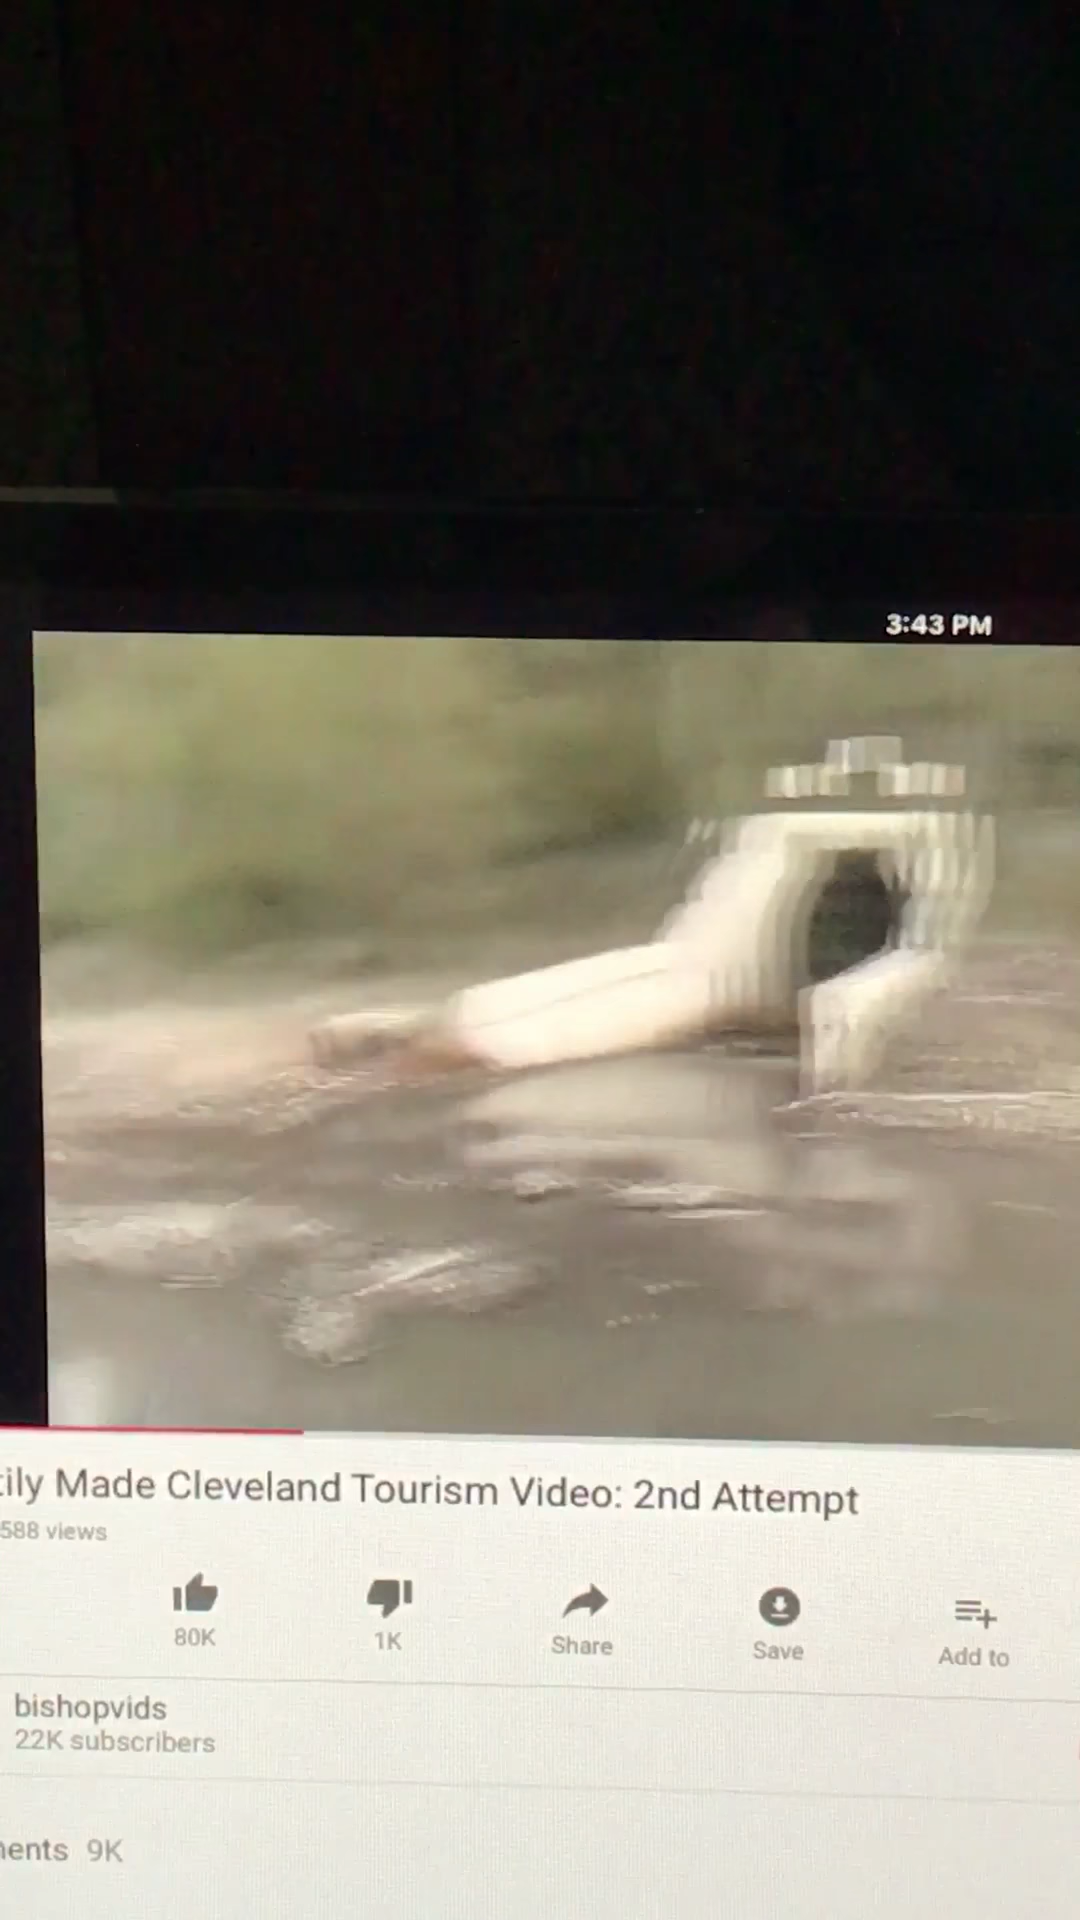 3:43 PM
tily Made Cleveland Tourism Video: 2nd Attempt
588 views
80K
1K
Share
Save
Add to
bishopvids
22K subscribers
ments 9K